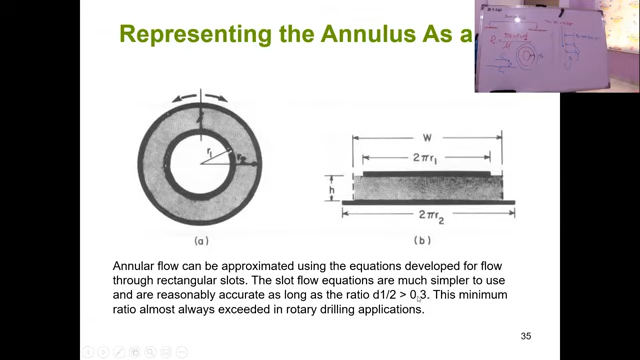 Representing the Annulus As a
r1
r2
(a)
W
2πr1
h
2πr2
(b)
Annular flow can be approximated using the equations developed for flow
through rectangular slots. The slot flow equations are much simpler to use
and are reasonably accurate as long as the ratio d1/2 > 0.3. This minimum
ratio almost always exceeded in rotary drilling applications.
35